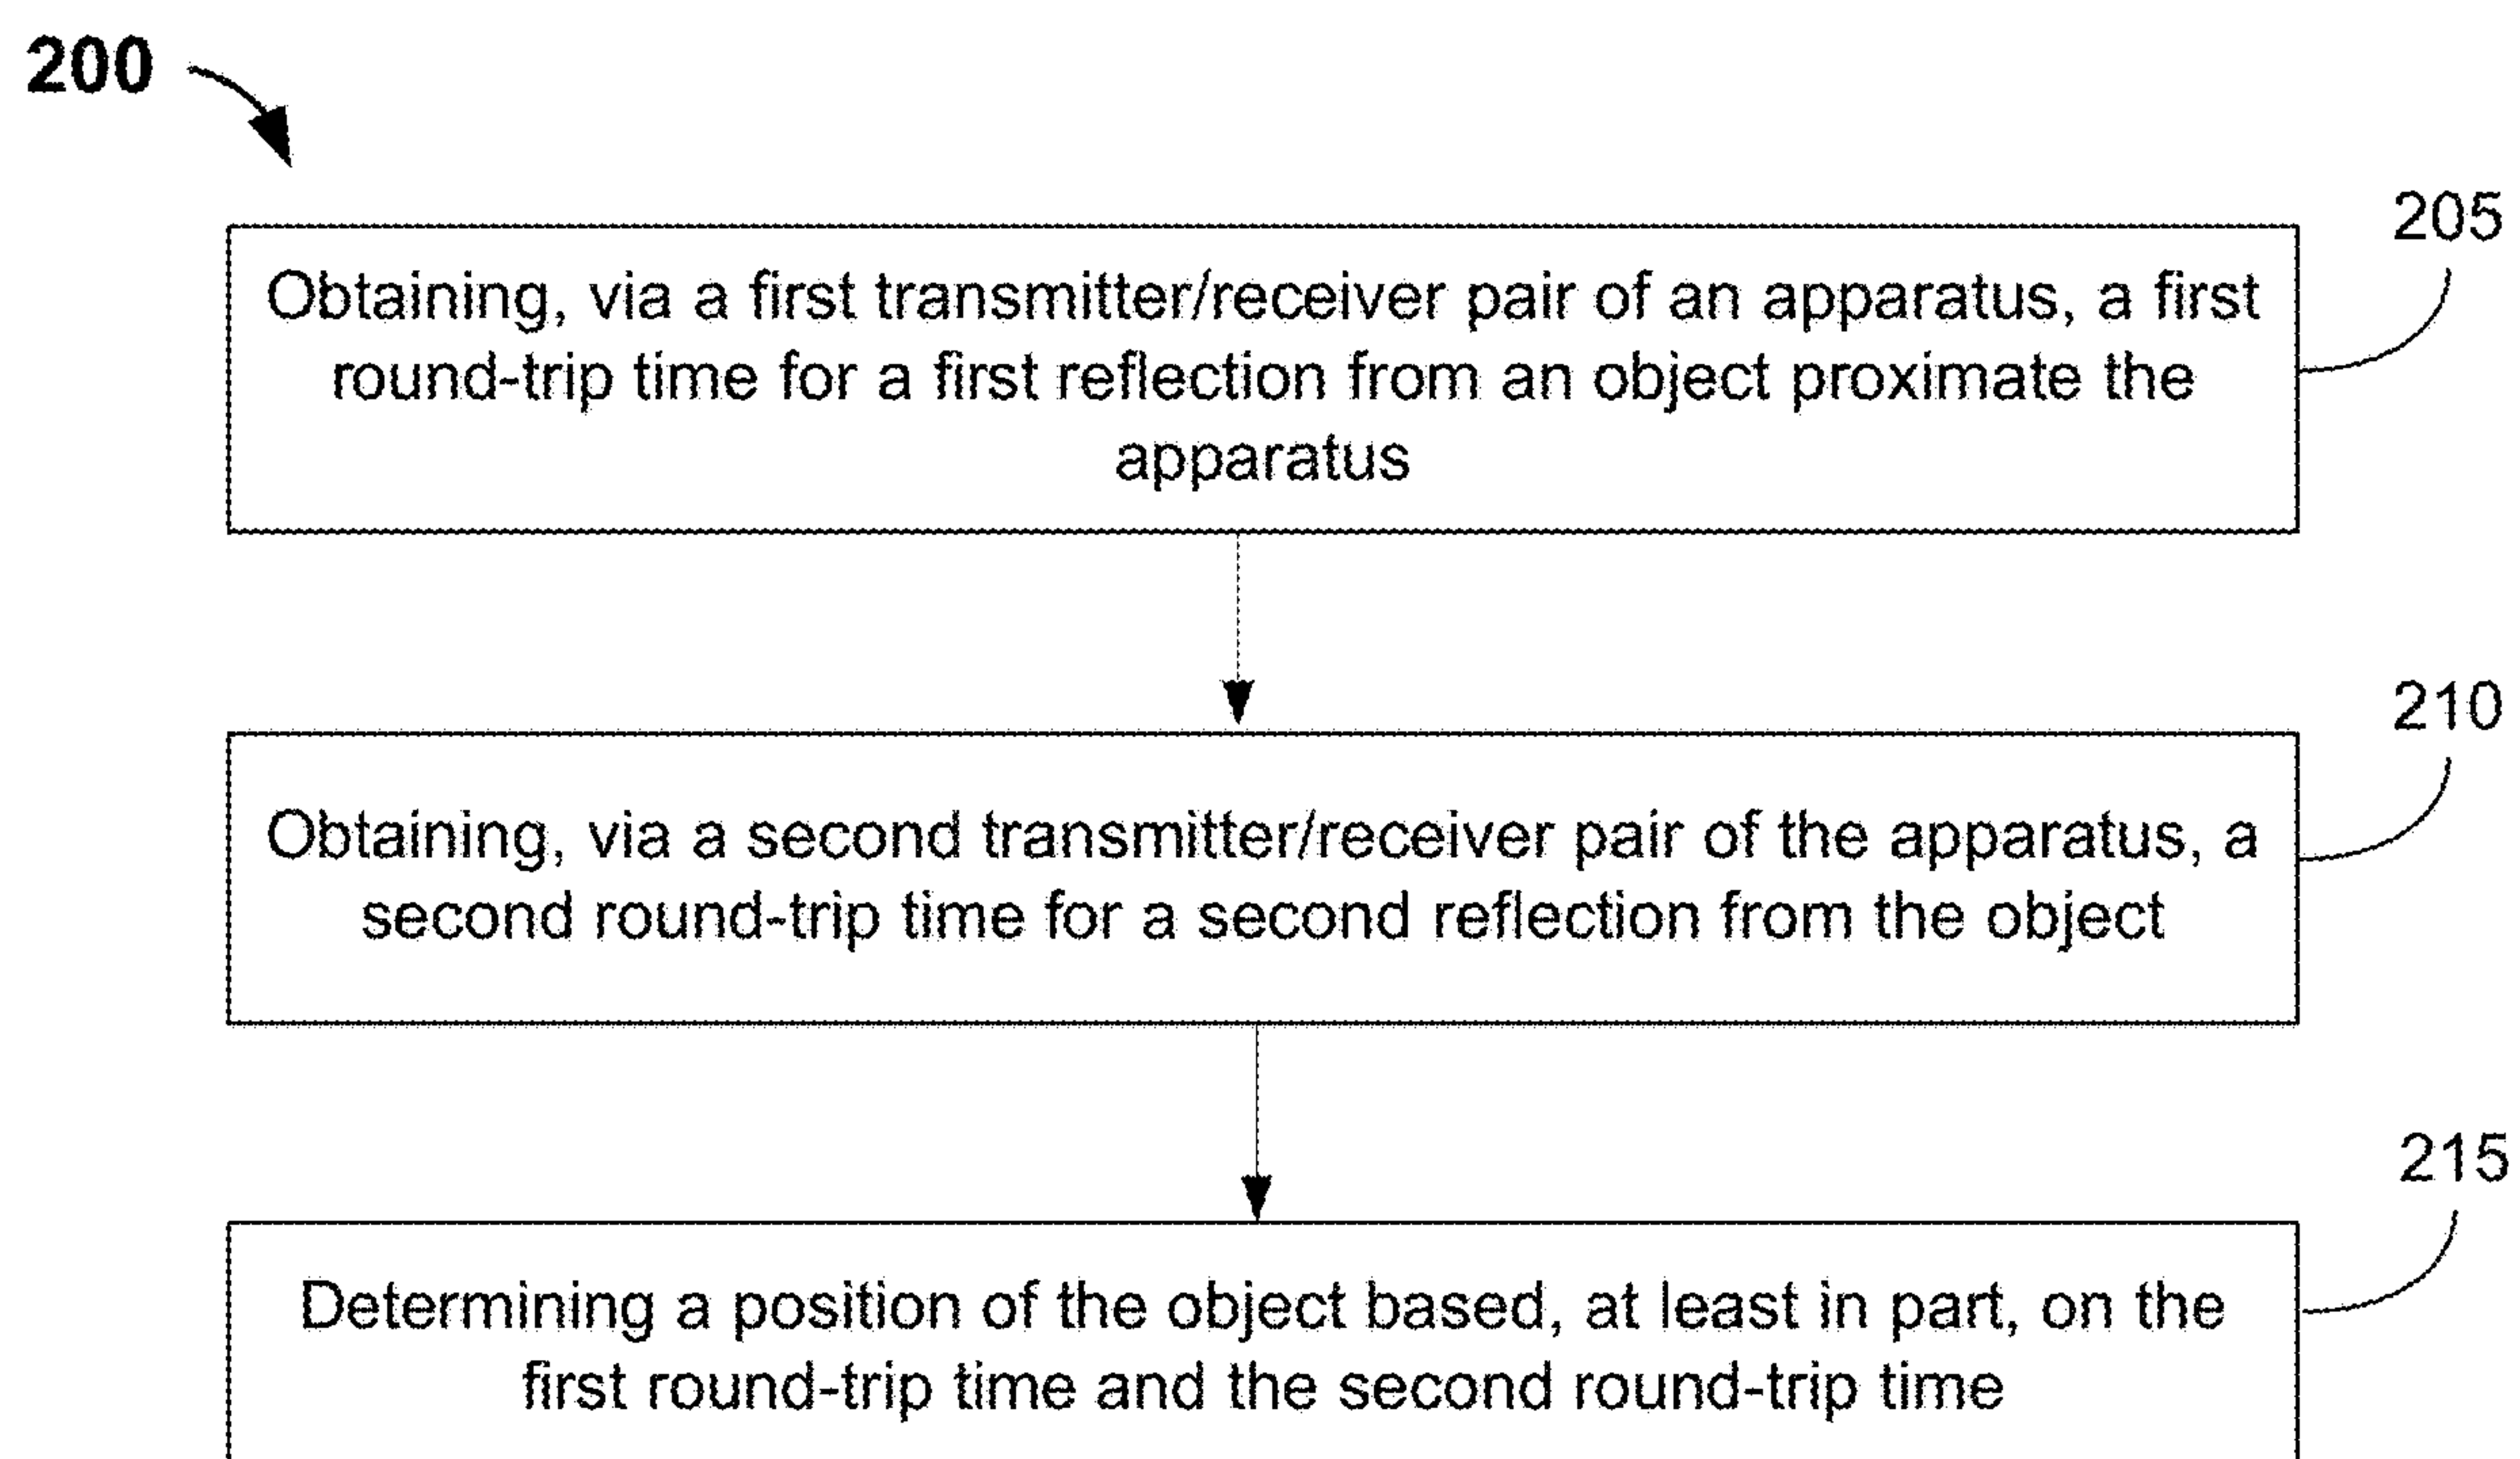 200
205
Obtaining, via a first transmitter/receiver pair of an apparatus, a first
round-trip time for a first reflection from an object proximate the
apparatus
210
Obtaining, via a second transmitter/receiver pair of the apparatus, a
second round-trip time for a second reflection from the object
215
Determining a position of the object based, at least in part, on the
first round-trip time and the second round-trip time